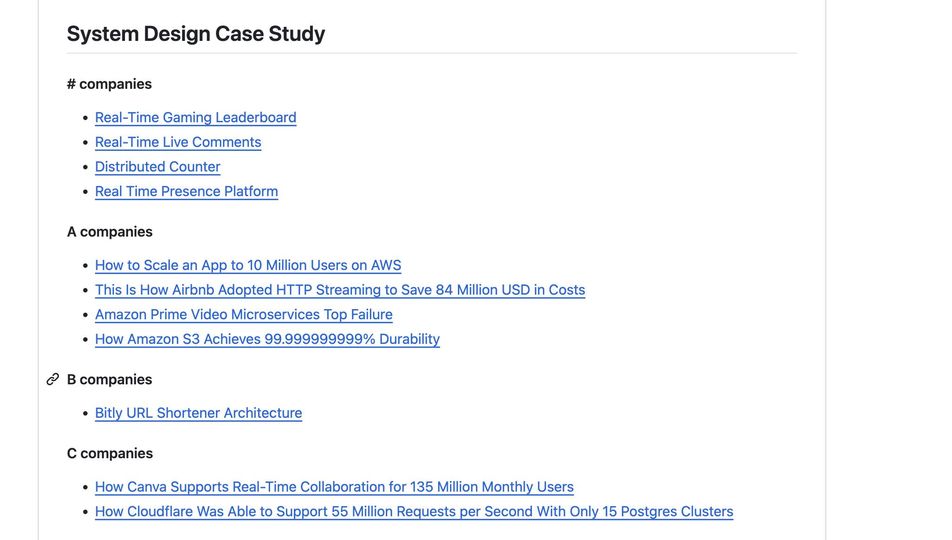 System Design Case Study
# companies
Real-Time Gaming Leaderboard
Real-Time Live Comments
Distributed Counter
Real Time Presence Platform
A companies
How to Scale an App to 10 Million Users on AWS
This Is How Airbnb Adopted HTTP Streaming to Save 84 Million USD in Costs
Amazon Prime Video Microservices Top Failure
How Amazon S3 Achieves 99.999999999% Durability
B companies
Bitly URL Shortener Architecture
C companies
How Canva Supports Real-Time Collaboration for 135 Million Monthly Users
How Cloudflare Was Able to Support 55 Million Requests per Second With Only 15 Postgres Clusters